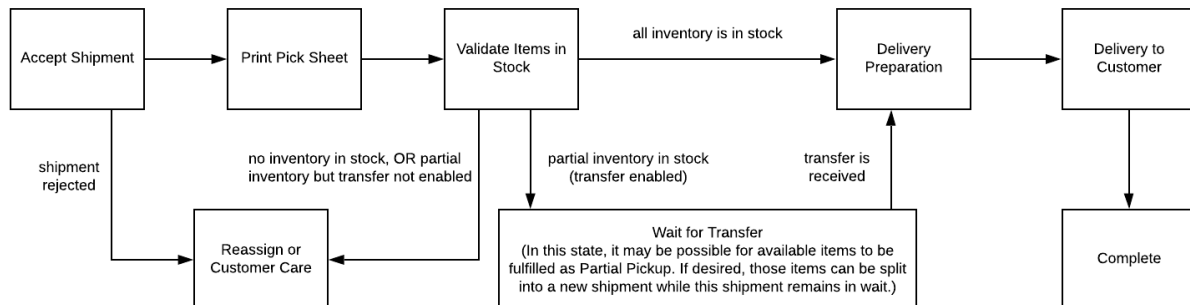 Accept Shipment
Print Pick Sheet
Validate Items in
Stock
all inventory is in stock
Delivery
Preparation
Delivery to
Customer
shipment
rejected
no inventory in stock, OR partial
inventory but transfer not enabled
partial inventory in stock
(transfer enabled)
transfer is
received
Reassign or
Customer Care
Wait for Transfer
(In this state, it may be possible for available items to be
fulfilled as Partial Pickup. If desired, those items can be split
into a new shipment while this shipment remains in wait.)
Complete